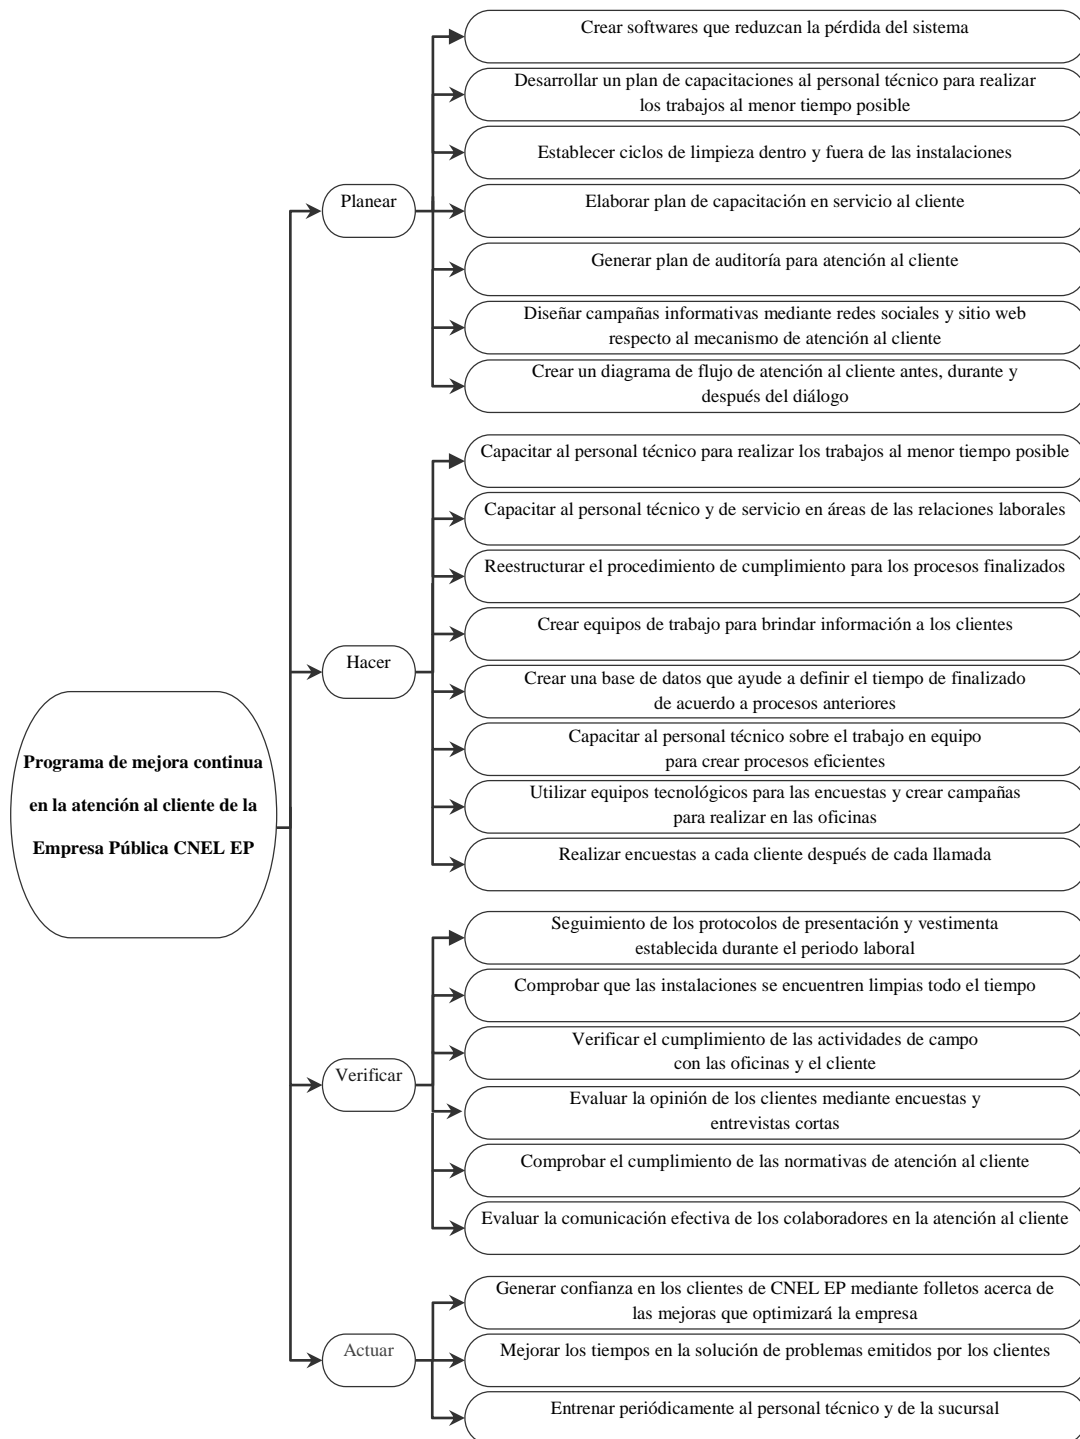 Programa de mejora continua
en la atención al cliente de la
Empresa Pública CNEL EP
Planear
Crear softwares que reduzcan la pérdida del sistema
Desarrollar un plan de capacitaciones al personal técnico para realizar
los trabajos al menor tiempo posible
Establecer ciclos de limpieza dentro y fuera de las instalaciones
Elaborar plan de capacitación en servicio al cliente
Generar plan de auditoría para atención al cliente
Diseñar campañas informativas mediante redes sociales y sitio web
respecto al mecanismo de atención al cliente
Crear un diagrama de flujo de atención al cliente antes, durante y
después del diálogo
Hacer
Capacitar al personal técnico para realizar los trabajos al menor tiempo posible
Capacitar al personal técnico y de servicio en áreas de las relaciones laborales
Reestructurar el procedimiento de cumplimiento para los procesos finalizados
Crear equipos de trabajo para brindar información a los clientes
Crear una base de datos que ayude a definir el tiempo de finalizado
de acuerdo a procesos anteriores
Capacitar al personal técnico sobre el trabajo en equipo
para crear procesos eficientes
Utilizar equipos tecnológicos para las encuestas y crear campañas
para realizar en las oficinas
Realizar encuestas a cada cliente después de cada llamada
Verificar
Seguimiento de los protocolos de presentación y vestimenta
establecida durante el periodo laboral
Comprobar que las instalaciones se encuentren limpias todo el tiempo
Verificar el cumplimiento de las actividades de campo
con las oficinas y el cliente
Evaluar la opinión de los clientes mediante encuestas y
entrevistas cortas
Comprobar el cumplimiento de las normativas de atención al cliente
Evaluar la comunicación efectiva de los colaboradores en la atención al cliente
Actuar
Generar confianza en los clientes de CNEL EP mediante folletos acerca de
las mejoras que optimizará la empresa
Mejorar los tiempos en la solución de problemas emitidos por los clientes
Entrenar periódicamente al personal técnico y de la sucursal